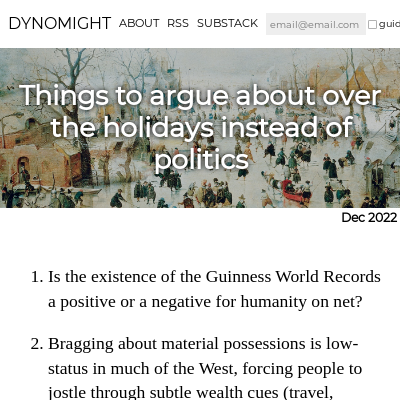 DYNOMIGHT ABOUT RSS SUBSTACK email@email.com guid
Things to argue about over
the holidays instead of
politics
Dec 2022
1. Is the existence of the Guinness World Records
a positive or a negative for humanity on net?
2. Bragging about material possessions is low-
status in much of the West, forcing people to
jostle through subtle wealth cues (travel,